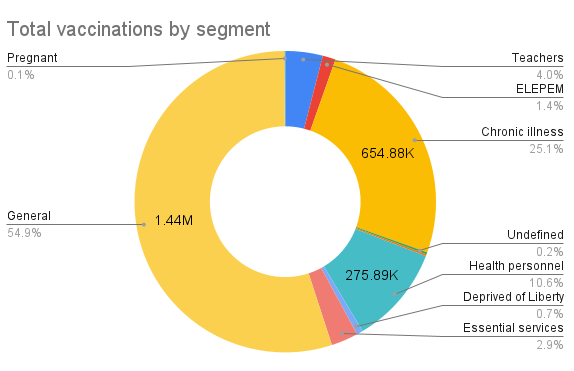 Total vaccinations by segment
Pregnant
0.1%
Teachers
4.0%
ELEPEM
1.4%
Chronic illness
25.1%
654.88K
General
54.9%
1.44M
Undefined
0.2%
Health personnel
10.6%
275.89K
Deprived of Liberty
0.7%
Essential services
2.9%